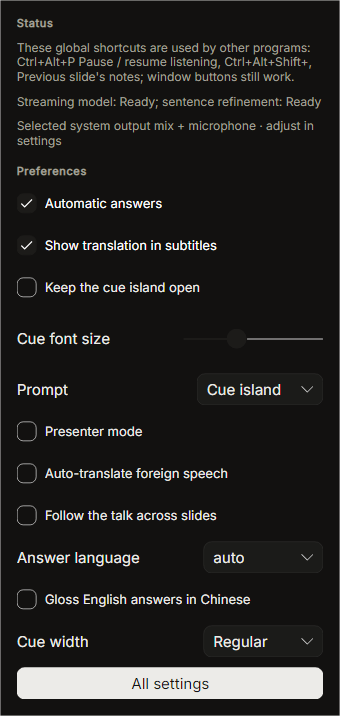 Status
These global shortcuts are used by other programs:
Ctrl+Alt+P Pause / resume listening, Ctrl+Alt+Shift+,
Previous slide's notes; window buttons still work.
Streaming model: Ready; sentence refinement: Ready
Selected system output mix + microphone · adjust in
settings
Preferences
Automatic answers
Show translation in subtitles
Keep the cue island open
Cue font size
Prompt
Cue island
Presenter mode
Auto-translate foreign speech
Follow the talk across slides
Answer language
auto
Gloss English answers in Chinese
Cue width
Regular
All settings